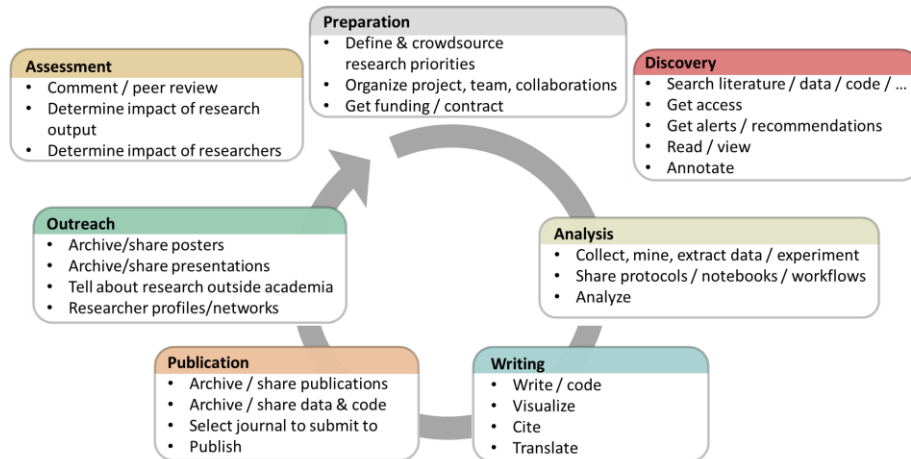 Preparation
• Define & crowdsource
research priorities
• Organize project, team, collaborations
• Get funding / contract
Assessment
• Comment / peer review
• Determine impact of research
output
• Determine impact of researchers
Discovery
• Search literature / data / code / ...
• Get access
• Get alerts / recommendations
• Read / view
• Annotate
Outreach
• Archive/share posters
• Archive/share presentations
• Tell about research outside academia
• Researcher profiles/networks
Analysis
• Collect, mine, extract data / experiment
• Share protocols / notebooks / workflows
• Analyze
Publication
• Archive / share publications
• Archive / share data & code
• Select journal to submit to
• Publish
Writing
• Write / code
• Visualize
• Cite
• Translate